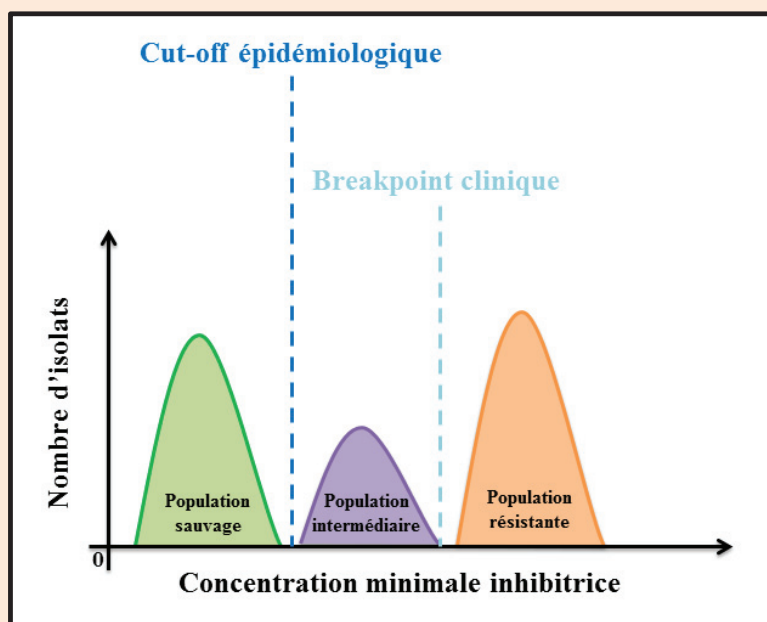 Cut-off épidémiologique
Breakpoint clinique
Nombre d'isolats
Population
sauvage
Population
intermédiaire
Population
résistante
0
Concentration minimale inhibitrice